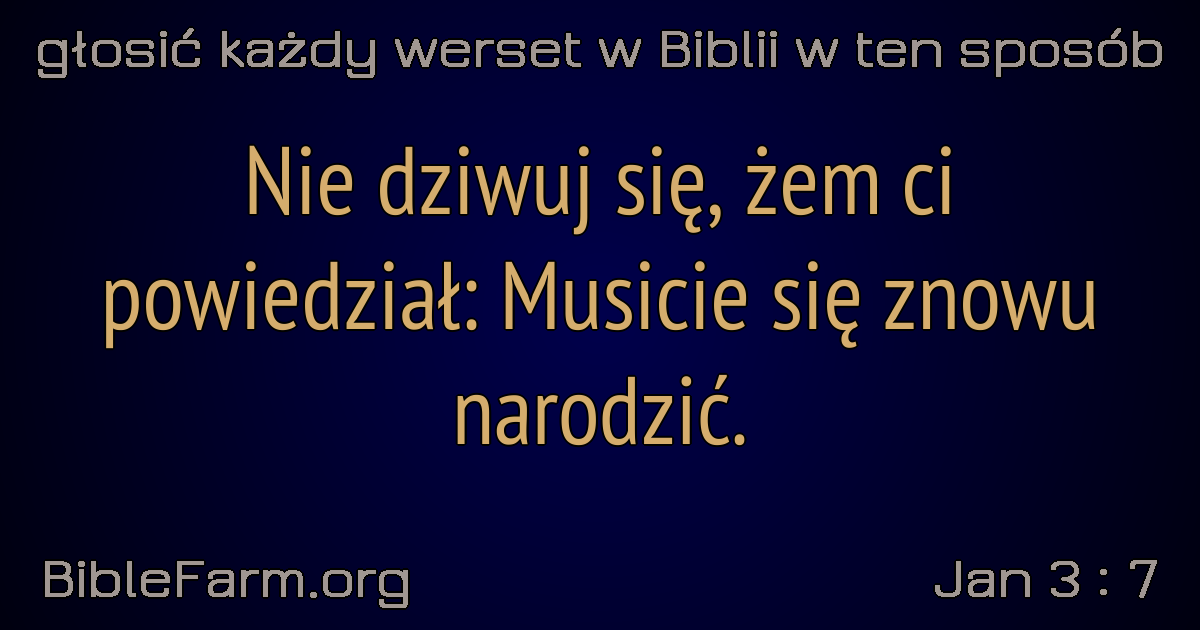 głosić każdy werset w Biblii w ten sposób
Nie dziwuj się, żem ci
powiedział: Musicie się znowu
narodzić.
BibleFarm.org
Jan 3 : 7